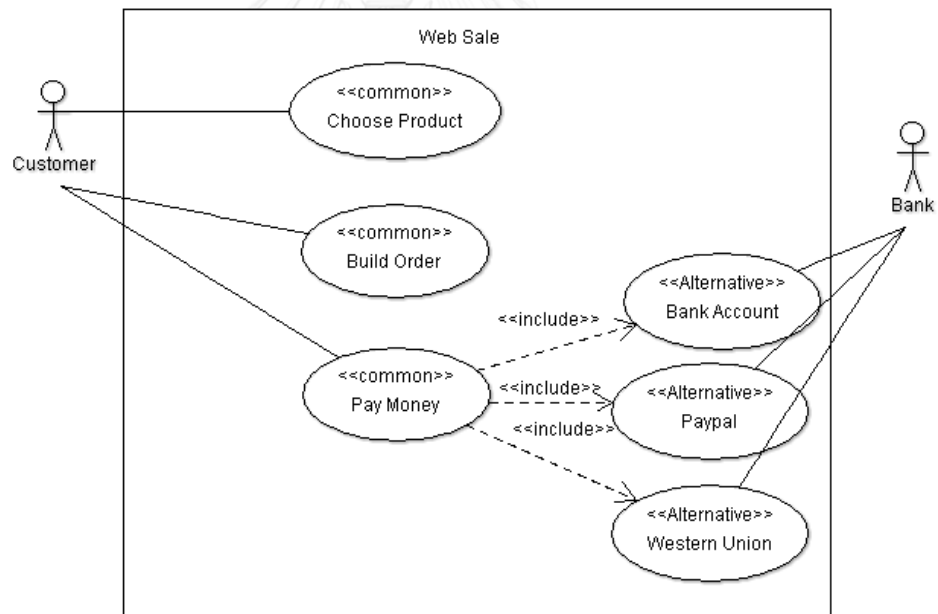 Web Sale
<<common>>
Choose Product
Customer
Bank
<<common>>
Build Order
<<Alternative>>
Bank Account
<<include>>
<<common>>
Pay Money
<<include>>
<<Alternative>>
Paypal
<<include>>
<<Alternative>>
Western Union